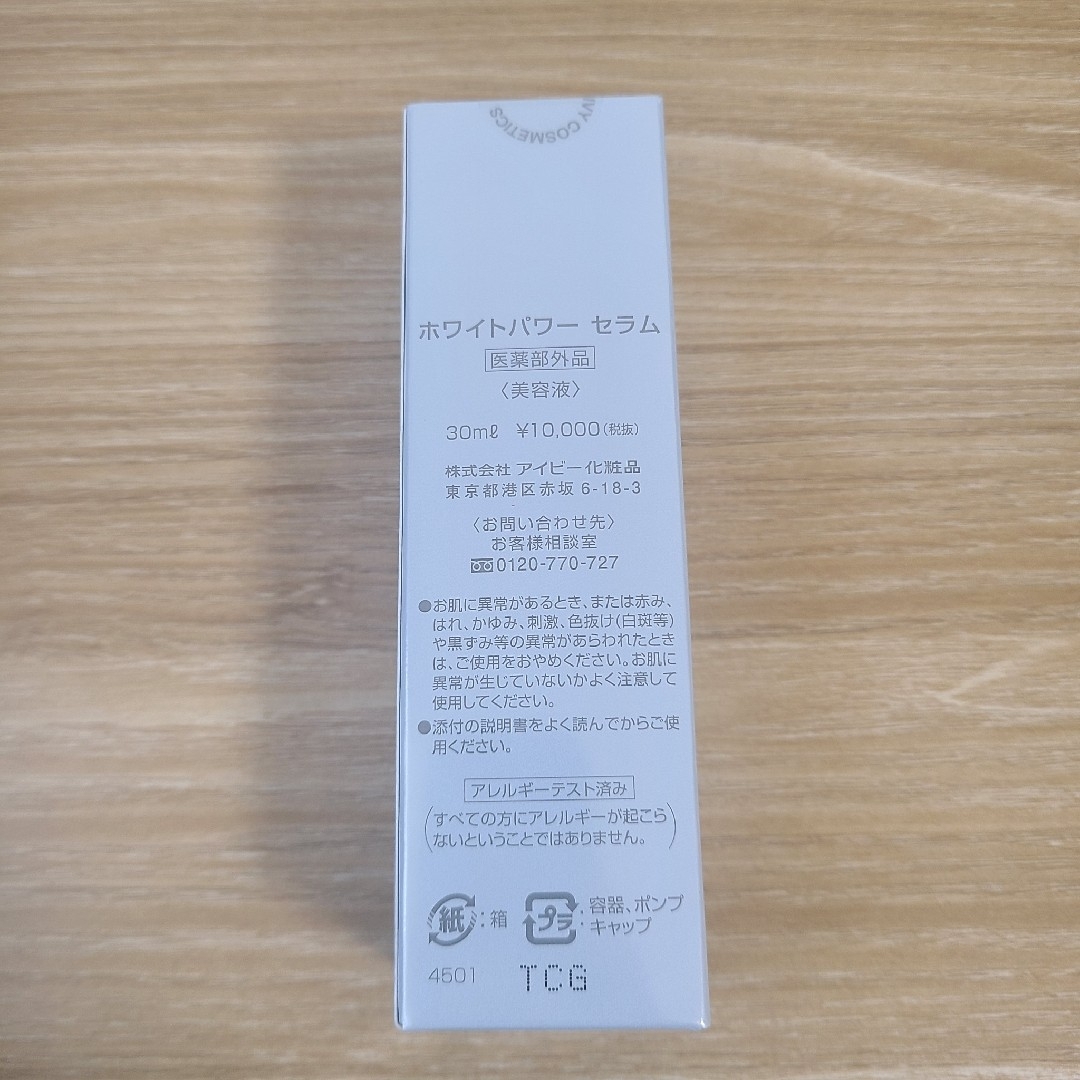 IVY COSMETICS
ホワイトパワー セラム
医薬部外品
〈美容液〉
30mℓ ¥10,000(税抜)
株式会社 アイビー化粧品
東京都港区赤坂 6-18-3
〈お問い合わせ先〉
お客様相談室
0120-770-727
●お肌に異常があるとき、または赤み、
はれ、かゆみ、刺激、色抜け(白斑等)
や黒ずみ等の異常があらわれたとき
は、ご使用をおやめください。お肌に
異常が生じていないかよく注意して
使用してください。
●添付の説明書をよく読んでからご使
用ください。
アレルギーテスト済み
(すべての方にアレルギーが起こら
ないということではありません。)
紙:箱 プラ:容器、ポンプ
キャップ
4501 TCG